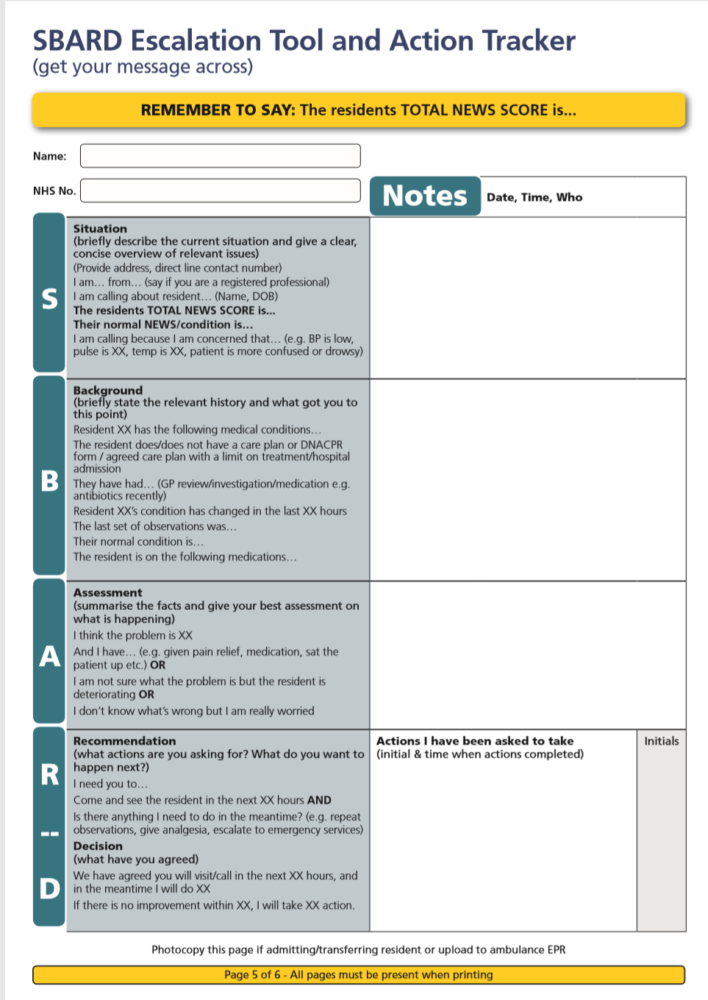 SBARD Escalation Tool and Action Tracker
(get your message across)
REMEMBER TO SAY: The residents TOTAL NEWS SCORE is...
Name:
NHS No.
Notes
Date, Time, Who
S
Situation
(briefly describe the current situation and give a clear,
concise overview of relevant issues)
(Provide address, direct line contact number)
I am… from… (say if you are a registered professional)
I am calling about resident… (Name, DOB)
The residents TOTAL NEWS SCORE is...
Their normal NEWS/condition is…
I am calling because I am concerned that… (e.g. BP is low,
pulse is XX, temp is XX, patient is more confused or drowsy)
B
Background
(briefly state the relevant history and what got you to
this point)
Resident XX has the following medical conditions…
The resident does/does not have a care plan or DNACPR
form / agreed care plan with a limit on treatment/hospital
admission
They have had… (GP review/investigation/medication e.g.
antibiotics recently)
Resident XX’s condition has changed in the last XX hours
The last set of observations was…
Their normal condition is…
The resident is on the following medications…
A
Assessment
(summarise the facts and give your best assessment on
what is happening)
I think the problem is XX
And I have… (e.g. given pain relief, medication, sat the
patient up etc.) OR
I am not sure what the problem is but the resident is
deteriorating OR
I don’t know what’s wrong but I am really worried
R
--
D
Recommendation
(what actions are you asking for? What do you want to
happen next?)
I need you to…
Come and see the resident in the next XX hours AND
Is there anything I need to do in the meantime? (e.g. repeat
observations, give analgesia, escalate to emergency services)
Decision
(what have you agreed)
We have agreed you will visit/call in the next XX hours, and
in the meantime I will do XX
If there is no improvement within XX, I will take XX action.
Actions I have been asked to take
(initial & time when actions completed)
Initials
Photocopy this page if admitting/transferring resident or upload to ambulance EPR
Page 5 of 6 - All pages must be present when printing